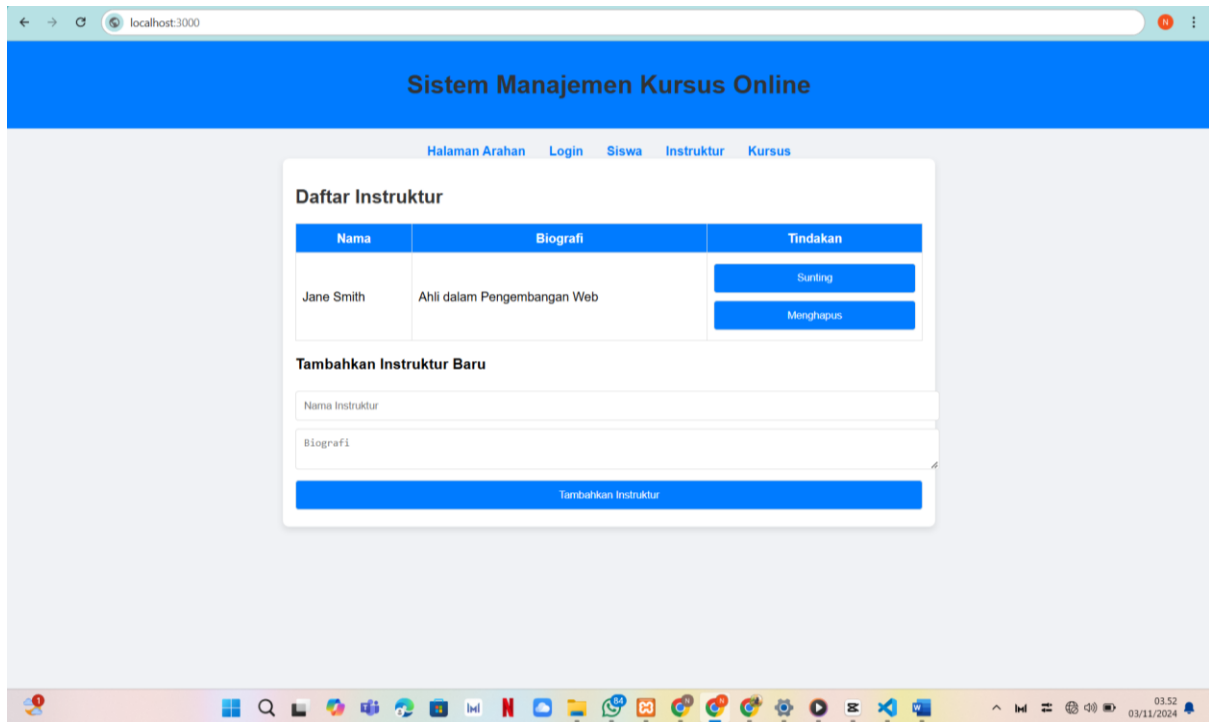 localhost:3000
N
Sistem Manajemen Kursus Online
Halaman Arahan Login Siswa Instruktur Kursus
Daftar Instruktur
Nama Biografi Tindakan
Jane Smith Ahli dalam Pengembangan Web Sunting
Menghapus
Tambahkan Instruktur Baru
Nama Instruktur
Biografi
Tambahkan Instruktur
03.52
03/11/2024